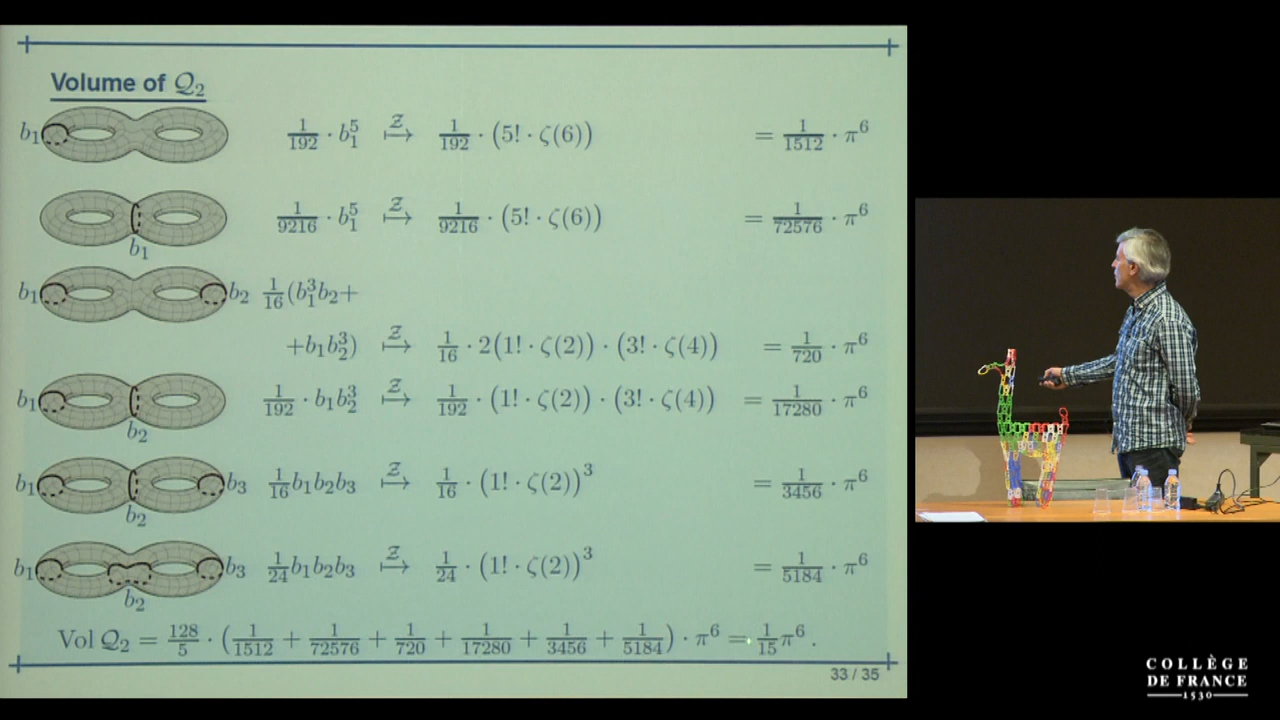 Volume of 𝒬₂
b₁ 1/192 · b₁⁵ ↦^𝒵 1/192 · (5! · ζ(6)) = 1/1512 · π⁶
1/9216 · b₁⁵ ↦^𝒵 1/9216 · (5! · ζ(6)) = 1/72576 · π⁶
b₁
b₁ b₂ 1/16 (b₁³b₂+
+b₁b₂³) ↦^𝒵 1/16 · 2(1! · ζ(2)) · (3! · ζ(4)) = 1/720 · π⁶
b₁ 1/192 · b₁b₂³ ↦^𝒵 1/192 · (1! · ζ(2)) · (3! · ζ(4)) = 1/17280 · π⁶
b₂
b₁ b₃ 1/16 b₁b₂b₃ ↦^𝒵 1/16 · (1! · ζ(2))³ = 1/3456 · π⁶
b₂
b₁ b₃ 1/24 b₁b₂b₃ ↦^𝒵 1/24 · (1! · ζ(2))³ = 1/5184 · π⁶
b₂
Vol 𝒬₂ = 128/5 · (1/1512 + 1/72576 + 1/720 + 1/17280 + 1/3456 + 1/5184) · π⁶ = 1/15 π⁶ .
33 / 35
COLLÈGE
DE FRANCE
1530